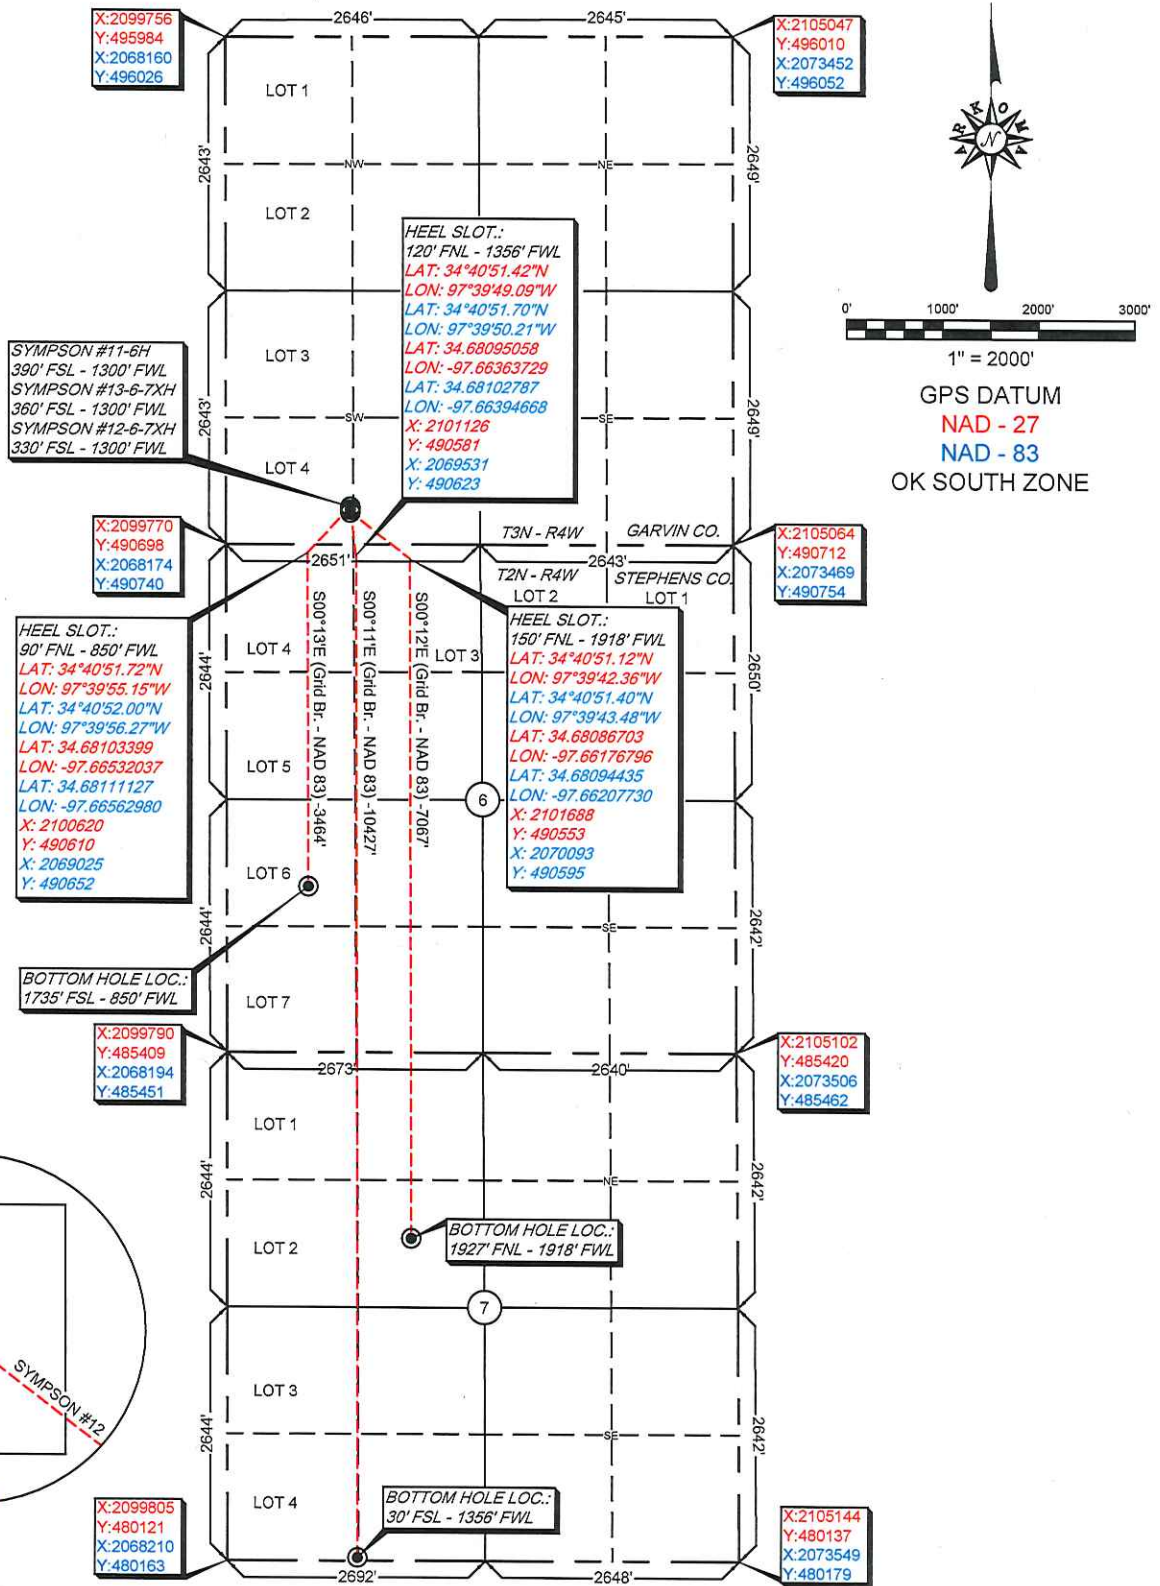 X:2099756
Y:495984
X:2068160
Y:496026
2646'
2645'
X:2105047
Y:496010
X:2073452
Y:496052
LOT 1
2643'
NW
NE
2649'
LOT 2
ARKOMA
N
HEEL SLOT.:
120' FNL - 1356' FWL
LAT: 34°40'51.42"N
LON: 97°39'49.09"W
LAT: 34°40'51.70"N
LON: 97°39'50.21"W
LAT: 34.68095058
LON: -97.66363729
LAT: 34.68102787
LON: -97.66394668
X: 2101126
Y: 490581
X: 2069531
Y: 490623
0' 1000' 2000' 3000'
1" = 2000'
GPS DATUM
NAD - 27
NAD - 83
OK SOUTH ZONE
SYMPSON #11-6H
390' FSL - 1300' FWL
SYMPSON #13-6-7XH
360' FSL - 1300' FWL
SYMPSON #12-6-7XH
330' FSL - 1300' FWL
LOT 3
2643'
SW
SE
2649'
LOT 4
X:2099770
Y:490698
X:2068174
Y:490740
T3N - R4W GARVIN CO.
2651'
2643'
T2N - R4W STEPHENS CO.
LOT 2 LOT 1
X:2105064
Y:490712
X:2073469
Y:490754
HEEL SLOT.:
90' FNL - 850' FWL
LAT: 34°40'51.72"N
LON: 97°39'55.15"W
LAT: 34°40'52.00"N
LON: 97°39'56.27"W
LAT: 34.68103399
LON: -97.66532037
LAT: 34.68111127
LON: -97.66562980
X: 2100620
Y: 490610
X: 2069025
Y: 490652
LOT 4
2644'
S00°13'E (Grid Br. - NAD 83) -3464'
S00°11'E (Grid Br. - NAD 83) -10427'
S00°12'E (Grid Br. - NAD 83) -7067'
LOT 3
HEEL SLOT.:
150' FNL - 1918' FWL
LAT: 34°40'51.12"N
LON: 97°39'42.36"W
LAT: 34°40'51.40"N
LON: 97°39'43.48"W
LAT: 34.68086703
LON: -97.66176796
LAT: 34.68094435
LON: -97.66207730
X: 2101688
Y: 490553
X: 2070093
Y: 490595
2650'
LOT 5
6
LOT 6
2644'
SE
2642'
BOTTOM HOLE LOC.:
1735' FSL - 850' FWL
LOT 7
X:2099790
Y:485409
X:2068194
Y:485451
2673'
2640'
X:2105102
Y:485420
X:2073506
Y:485462
LOT 1
2644'
NE
2642'
LOT 2
BOTTOM HOLE LOC.:
1927' FNL - 1918' FWL
7
SYMPSON #12
LOT 3
2644'
SE
2642'
LOT 4
BOTTOM HOLE LOC.:
30' FSL - 1356' FWL
X:2099805
Y:480121
X:2068210
Y:480163
2692'
2648'
X:2105144
Y:480137
X:2073549
Y:480179